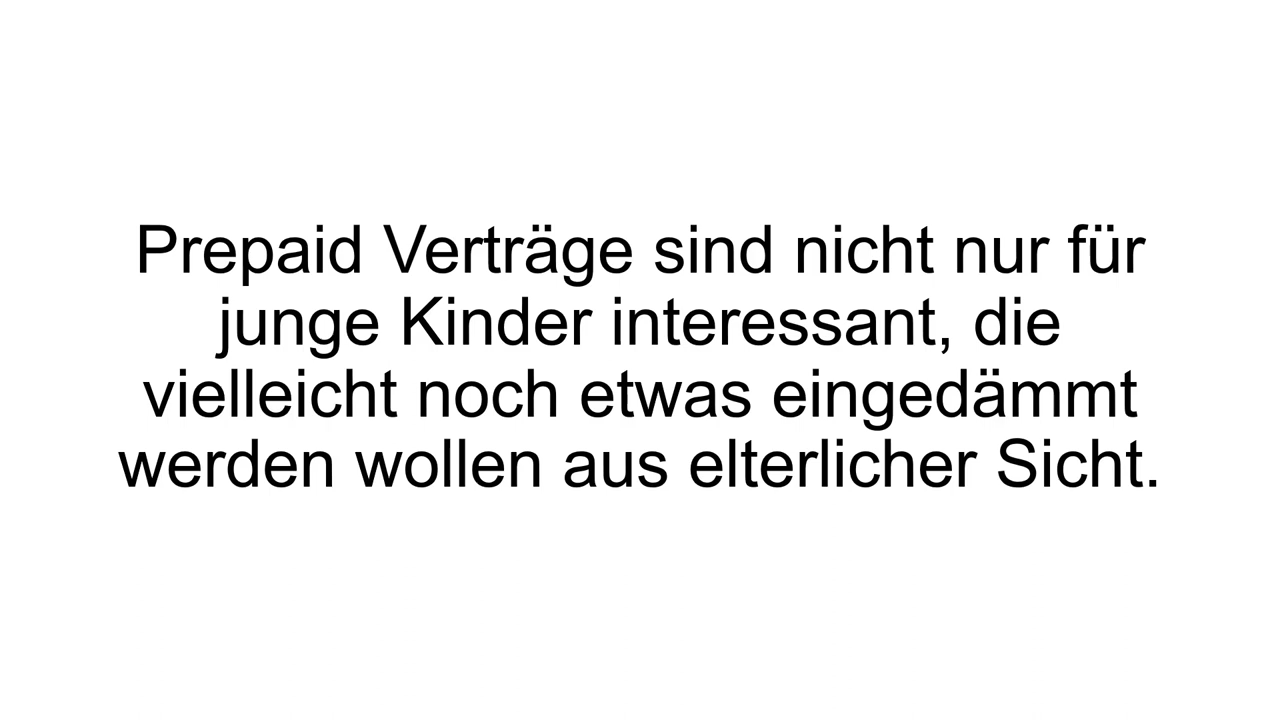 Prepaid Verträge sind nicht nur für
junge Kinder interessant, die
vielleicht noch etwas eingedämmt
werden wollen aus elterlicher Sicht.